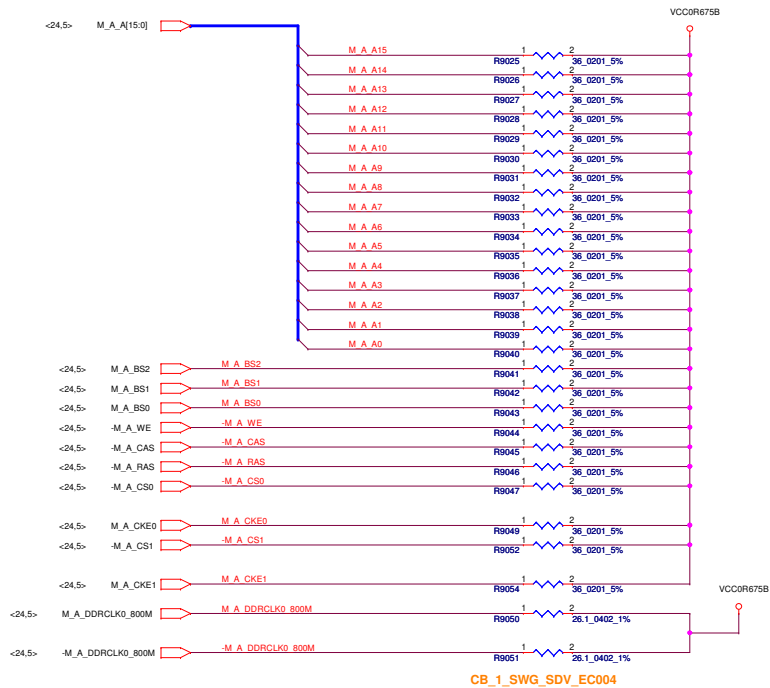 VCC0R675B
<24,5> M_A_A[15:0]
M_A_A15 1 2
R9025 36_0201_5%
M_A_A14 1 2
R9026 36_0201_5%
M_A_A13 1 2
R9027 36_0201_5%
M_A_A12 1 2
R9028 36_0201_5%
M_A_A11 1 2
R9029 36_0201_5%
M_A_A10 1 2
R9030 36_0201_5%
M_A_A9 1 2
R9031 36_0201_5%
M_A_A8 1 2
R9032 36_0201_5%
M_A_A7 1 2
R9033 36_0201_5%
M_A_A6 1 2
R9034 36_0201_5%
M_A_A5 1 2
R9035 36_0201_5%
M_A_A4 1 2
R9036 36_0201_5%
M_A_A3 1 2
R9037 36_0201_5%
M_A_A2 1 2
R9038 36_0201_5%
M_A_A1 1 2
R9039 36_0201_5%
M_A_A0 1 2
R9040 36_0201_5%
<24,5> M_A_BS2 M_A_BS2 1 2
R9041 36_0201_5%
<24,5> M_A_BS1 M_A_BS1 1 2
R9042 36_0201_5%
<24,5> M_A_BS0 M_A_BS0 1 2
R9043 36_0201_5%
<24,5> -M_A_WE -M_A_WE 1 2
R9044 36_0201_5%
<24,5> -M_A_CAS -M_A_CAS 1 2
R9045 36_0201_5%
<24,5> -M_A_RAS -M_A_RAS 1 2
R9046 36_0201_5%
<24,5> -M_A_CS0 -M_A_CS0 1 2
R9047 36_0201_5%
<24,5> M_A_CKE0 M_A_CKE0 1 2
R9049 36_0201_5%
<24,5> -M_A_CS1 -M_A_CS1 1 2
R9052 36_0201_5%
<24,5> M_A_CKE1 M_A_CKE1 1 2
R9054 36_0201_5%
VCC0R675B
<24,5> M_A_DDRCLK0_800M M_A_DDRCLK0_800M 1 2
R9050 26.1_0402_1%
<24,5> -M_A_DDRCLK0_800M -M_A_DDRCLK0_800M 1 2
R9051 26.1_0402_1%
CB_1_SWG_SDV_EC004